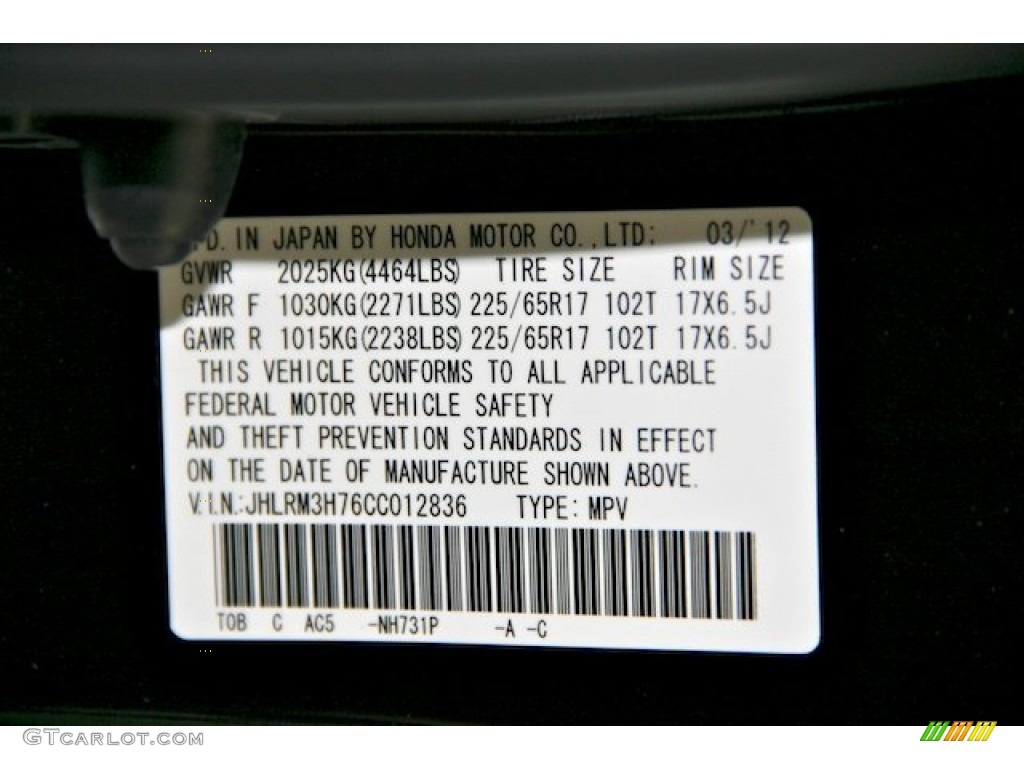 D. IN JAPAN BY HONDA MOTOR CO.,LTD: 03/'12
GVWR 2025KG(4464LBS) TIRE SIZE RIM SIZE
GAWR F 1030KG(2271LBS) 225/65R17 102T 17X6.5J
GAWR R 1015KG(2238LBS) 225/65R17 102T 17X6.5J
THIS VEHICLE CONFORMS TO ALL APPLICABLE
FEDERAL MOTOR VEHICLE SAFETY
AND THEFT PREVENTION STANDARDS IN EFFECT
ON THE DATE OF MANUFACTURE SHOWN ABOVE.
V.I.N.:JHLRM3H76CC012836 TYPE: MPV
TOB C AC5 -NH731P -A -C
GTCARLOT.COM